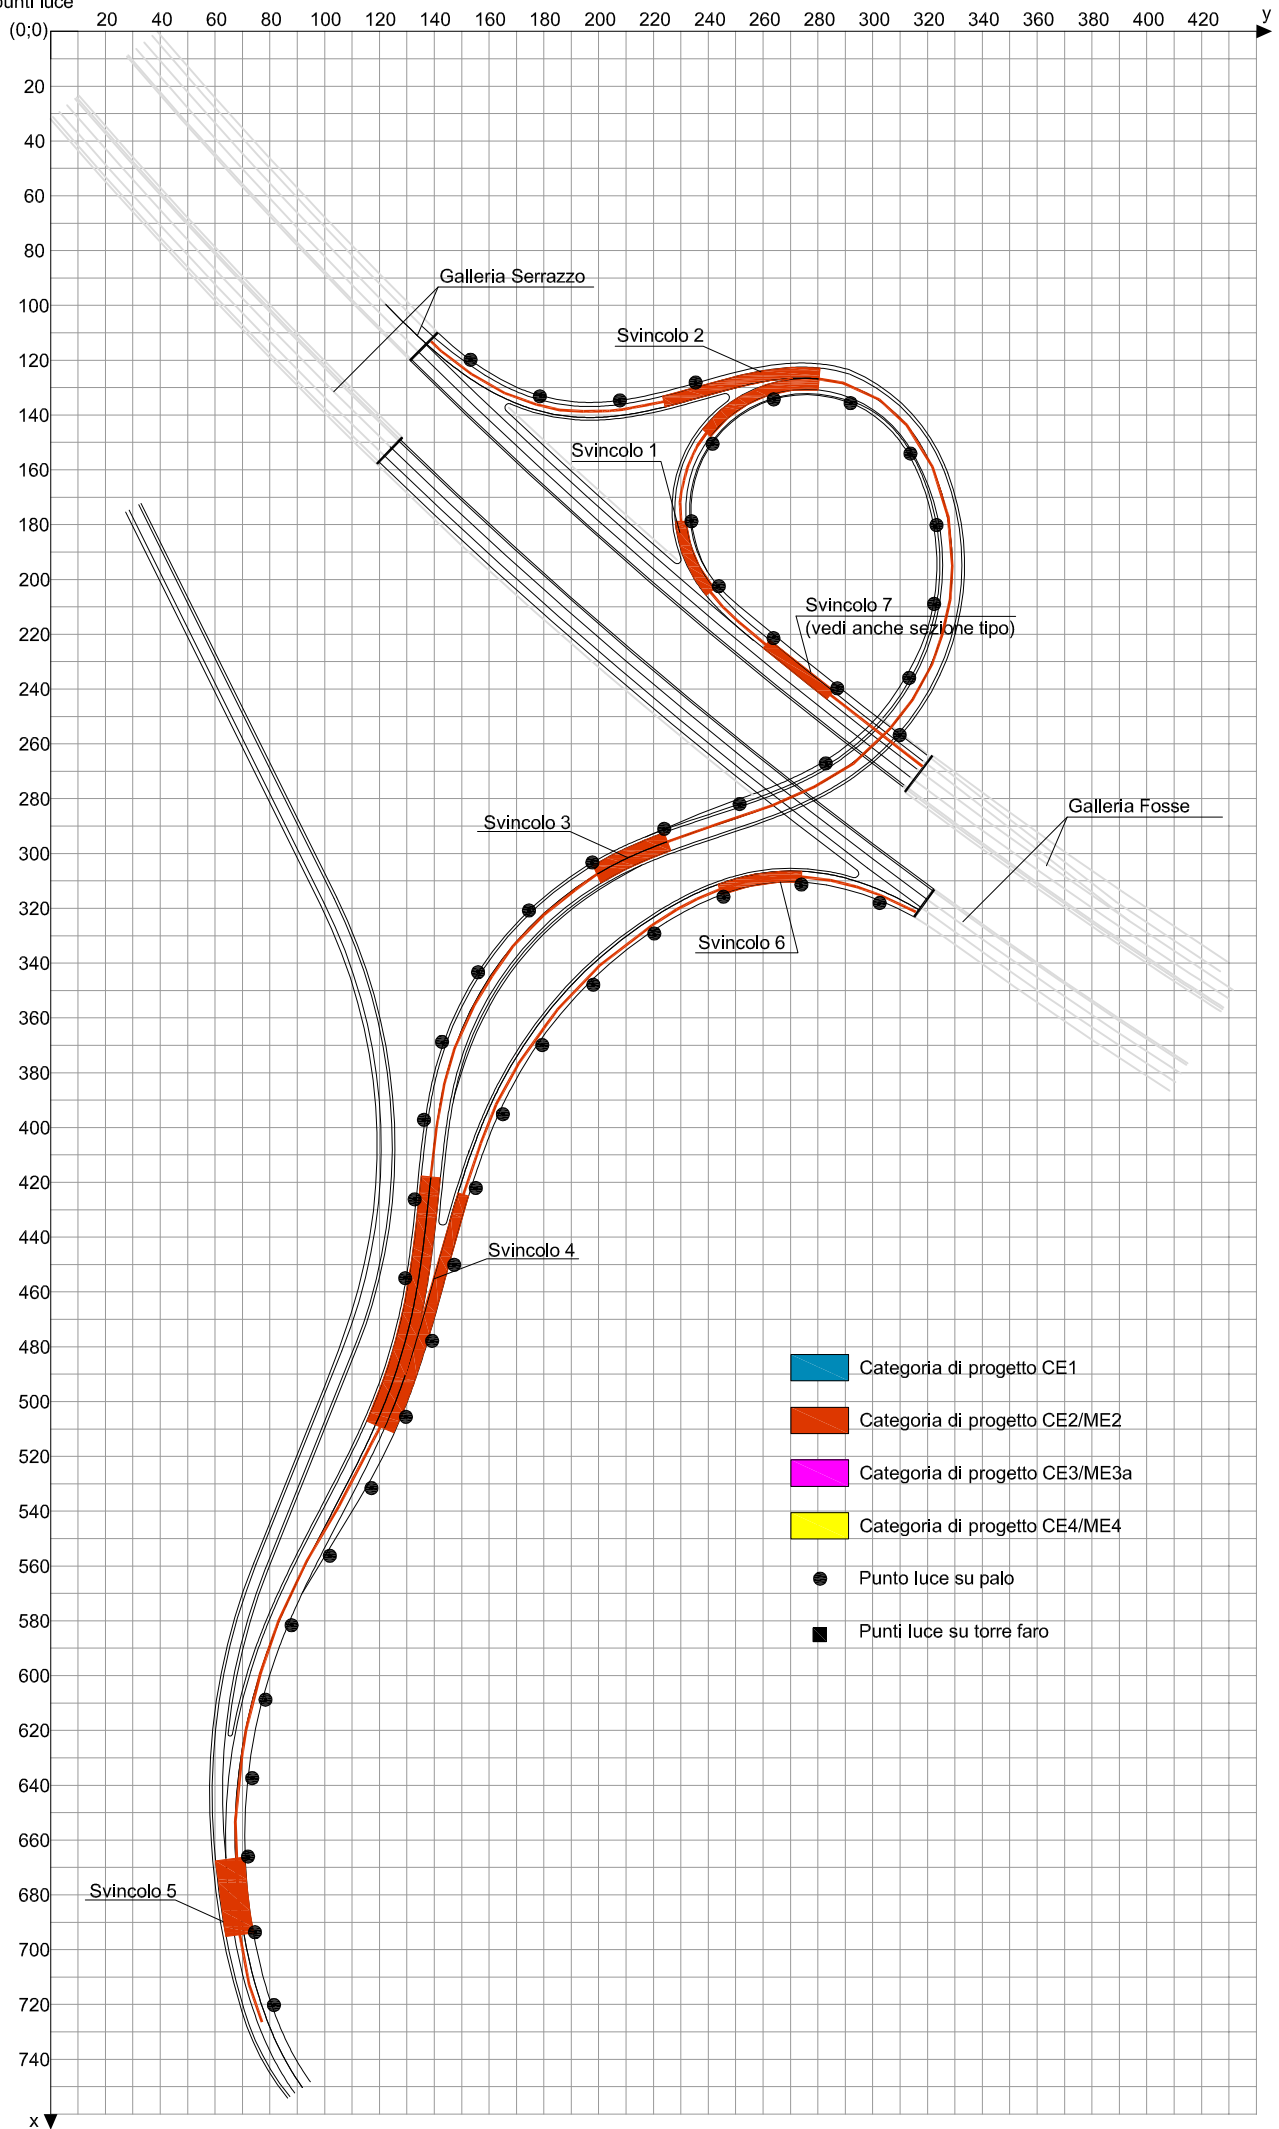 punti luce
20 40 60 80 100 120 140 160 180 200 220 240 260 280 300 320 340 360 380 400 420 y
(0;0)
20
40
60
80
Galleria Serrazzo
100
Svincolo 2
120
140
Svincolo 1
160
180
200
Svincolo 7
220
(vedi anche sezione tipo)
240
260
280
Galleria Fosse
Svincolo 3
300
320
Svincolo 6
340
360
380
400
420
440
Svincolo 4
460
480
Categoria di progetto CE1
500
Categoria di progetto CE2/ME2
520
Categoria di progetto CE3/ME3a
540
Categoria di progetto CE4/ME4
560
Punto luce su palo
580
Punti luce su torre faro
600
620
640
660
Svincolo 5
680
700
720
740
x